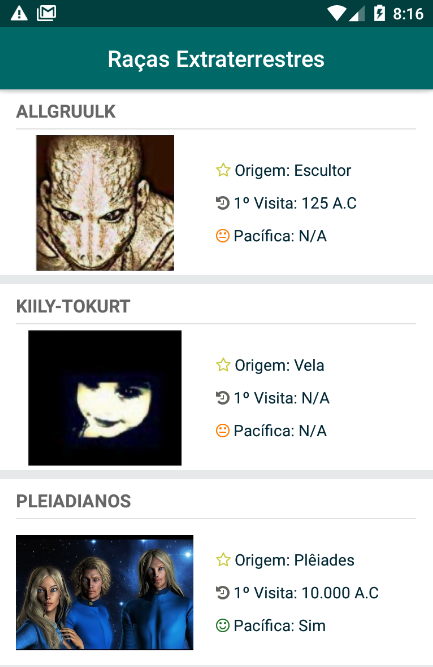 8:16
Raças Extraterrestres
ALLGRUULK
Origem: Escultor
1º Visita: 125 A.C
Pacífica: N/A
KIILY-TOKURT
Origem: Vela
1º Visita: N/A
Pacífica: N/A
PLEIADIANOS
Origem: Plêiades
1º Visita: 10.000 A.C
Pacífica: Sim